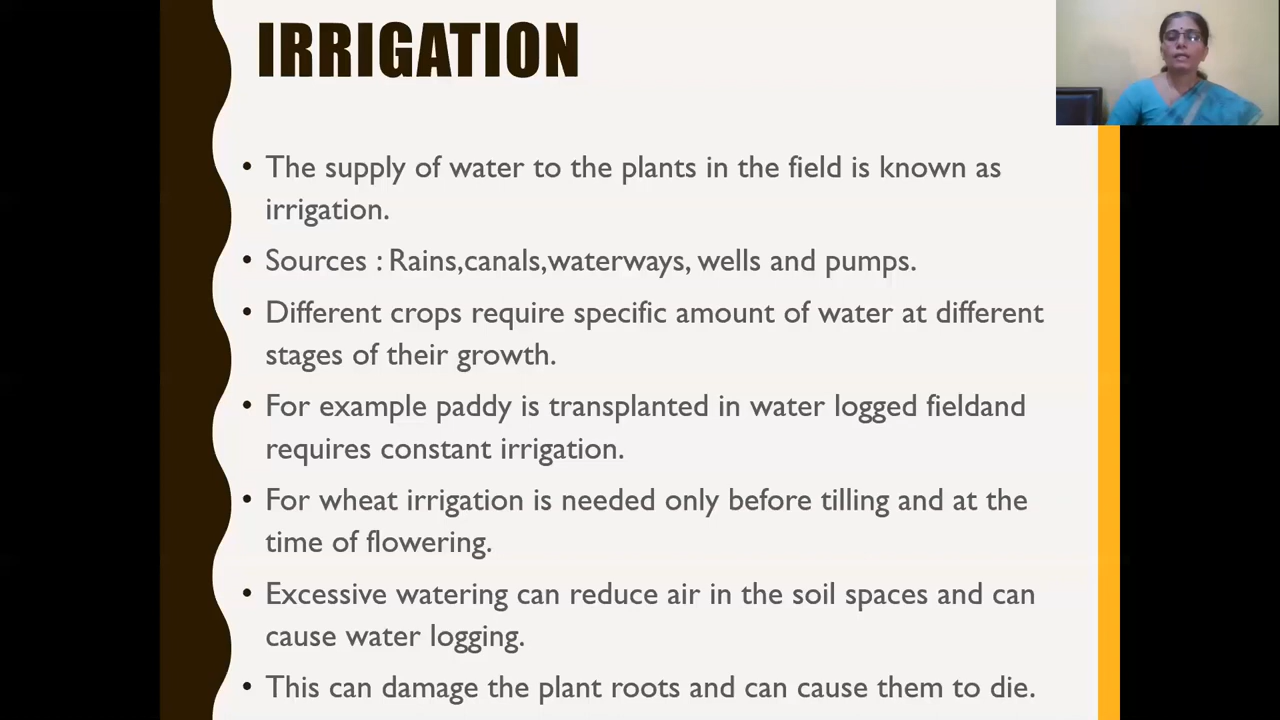 IRRIGATION
• The supply of water to the plants in the field is known as
irrigation.
• Sources : Rains,canals,waterways, wells and pumps.
• Different crops require specific amount of water at different
stages of their growth.
• For example paddy is transplanted in water logged fieldand
requires constant irrigation.
• For wheat irrigation is needed only before tilling and at the
time of flowering.
• Excessive watering can reduce air in the soil spaces and can
cause water logging.
• This can damage the plant roots and can cause them to die.